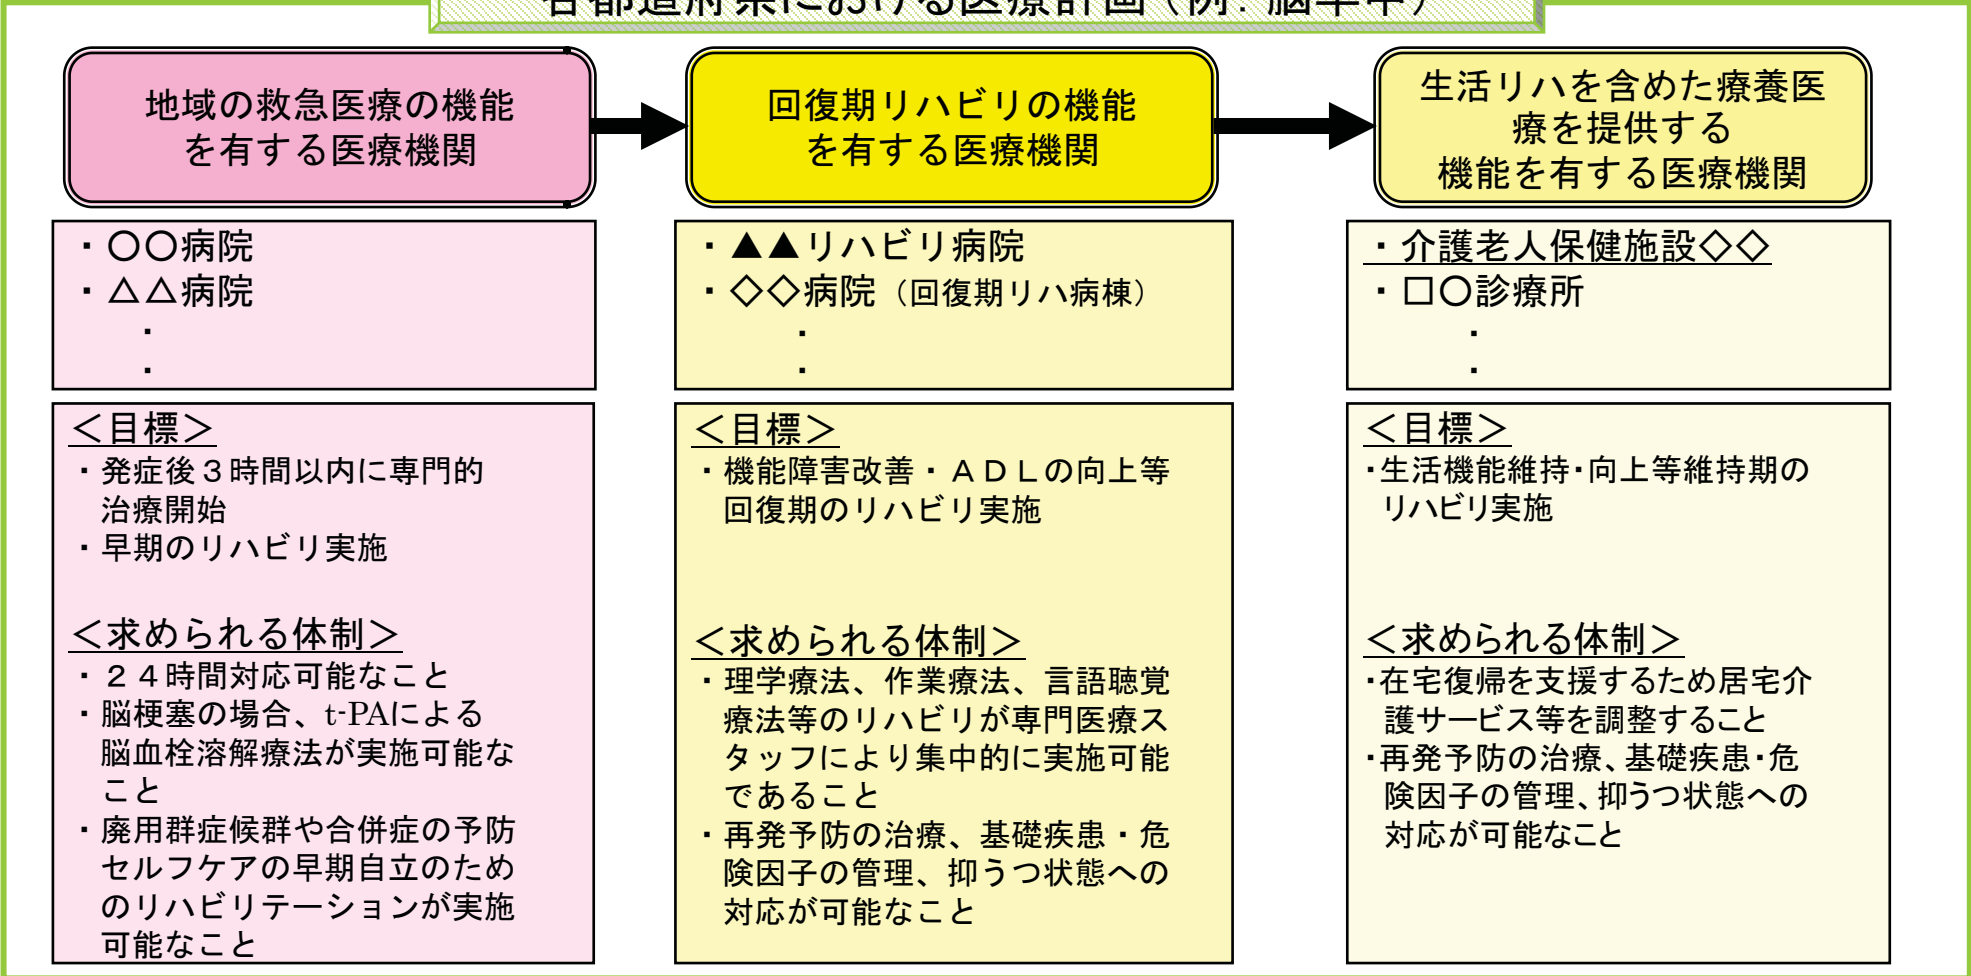 各都道府県における医療計画（例：脳卒中）
地域の救急医療の機能
を有する医療機関
・○○病院
・△△病院
・
・
＜目標＞
・発症後３時間以内に専門的
治療開始
・早期のリハビリ実施
＜求められる体制＞
・２４時間対応可能なこと
・脳梗塞の場合、t-PAによる
脳血栓溶解療法が実施可能な
こと
・廃用群症候群や合併症の予防
セルフケアの早期自立のため
のリハビリテーションが実施
可能なこと
回復期リハビリの機能
を有する医療機関
・▲▲リハビリ病院
・◇◇病院（回復期リハ病棟）
・
・
＜目標＞
・機能障害改善・ＡＤＬの向上等
回復期のリハビリ実施
＜求められる体制＞
・理学療法、作業療法、言語聴覚
療法等のリハビリが専門医療ス
タッフにより集中的に実施可能
であること
・再発予防の治療、基礎疾患・危
険因子の管理、抑うつ状態への
対応が可能なこと
生活リハを含めた療養医
療を提供する
機能を有する医療機関
・介護老人保健施設◇◇
・□○診療所
・
・
＜目標＞
・生活機能維持・向上等維持期の
リハビリ実施
＜求められる体制＞
・在宅復帰を支援するため居宅介
護サービス等を調整すること
・再発予防の治療、基礎疾患・危
険因子の管理、抑うつ状態への
対応が可能なこと